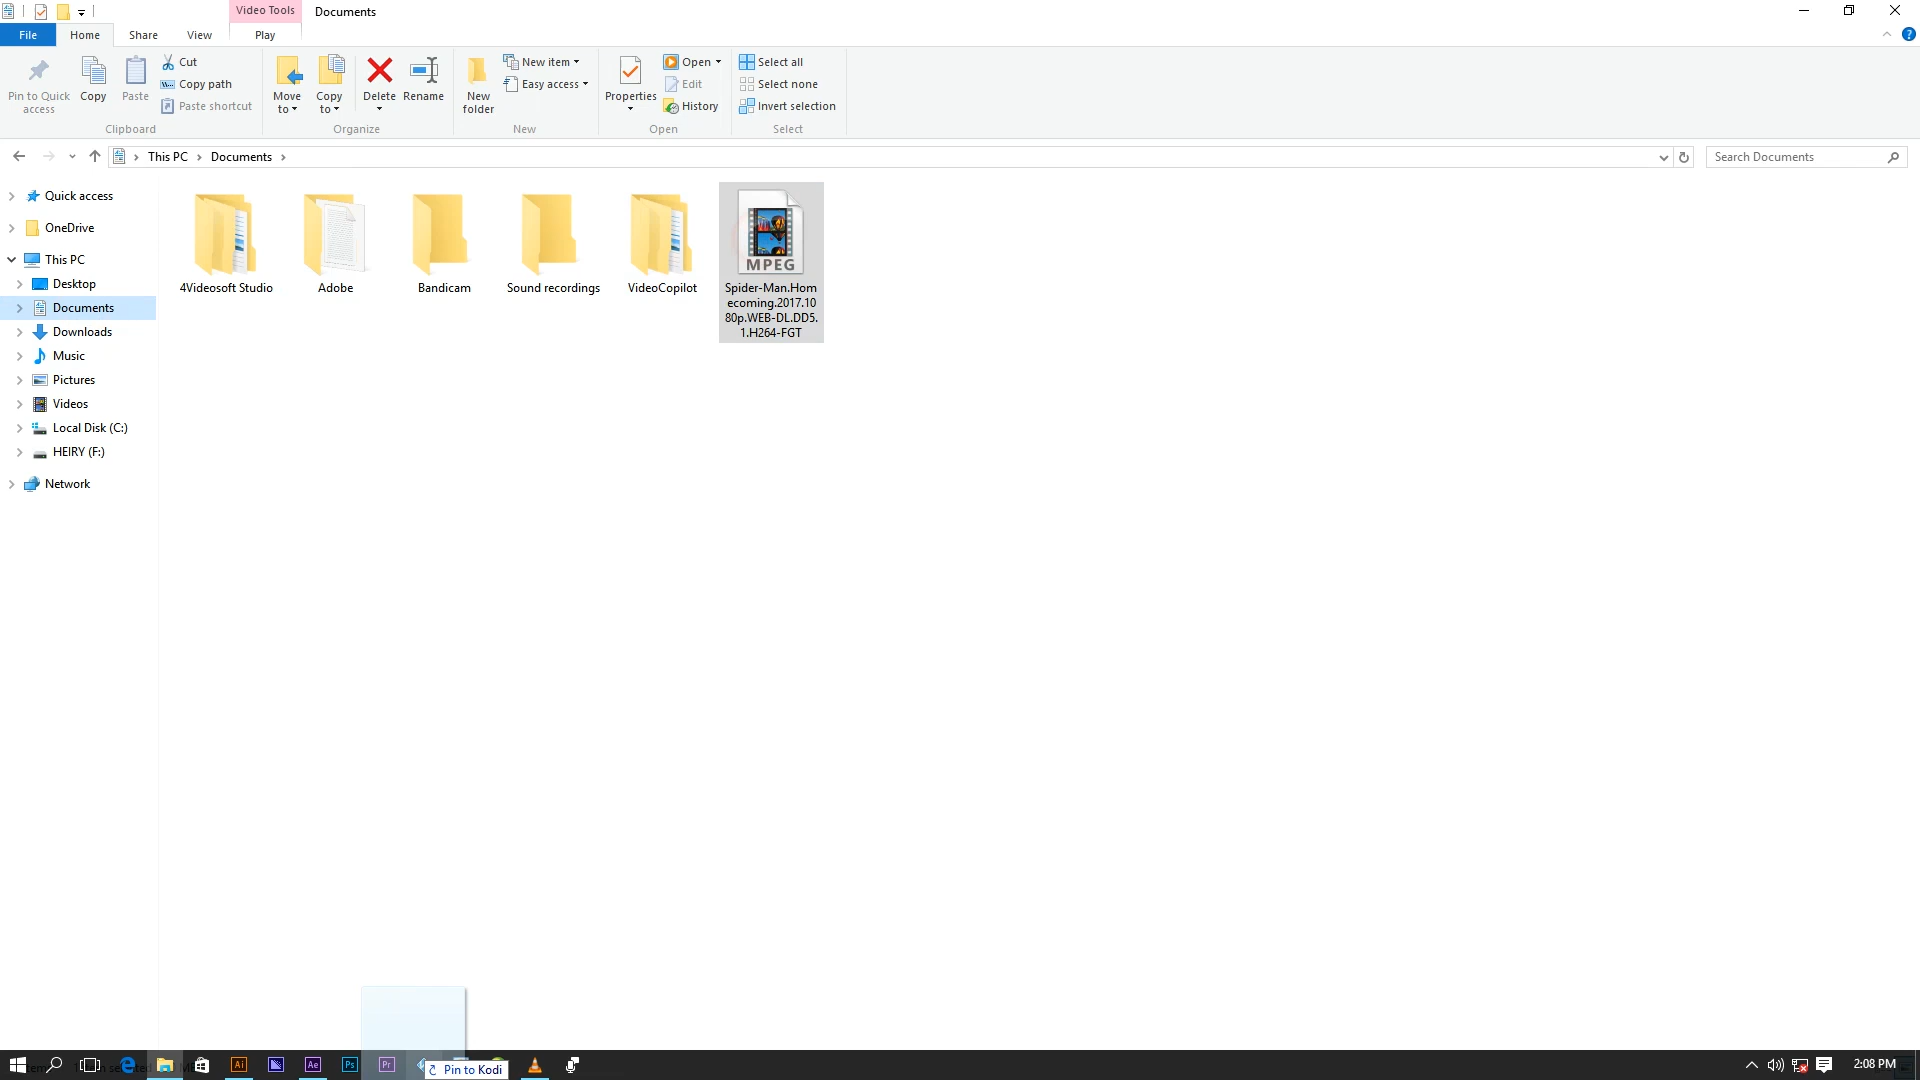 Video Tools
Documents
File
Home
Share
View
Play
Pin to Quick
access
Copy
Paste
Cut
Copy path
Paste shortcut
Clipboard
Move
to
Copy
to
Delete
Rename
Organize
New
folder
New item
Easy access
New
Properties
Open
Edit
History
Open
Select all
Select none
Invert selection
Select
This PC
Documents
Search Documents
Quick access
OneDrive
This PC
Desktop
Documents
Downloads
Music
Pictures
Videos
Local Disk (C:)
HEIRY (F:)
Network
4Videosoft Studio
Adobe
Bandicam
Sound recordings
VideoCopilot
MPEG
Spider-Man.Hom
ecoming.2017.10
80p.WEB-DL.DD5.
1.H264-FGT
Ai
Ae
Ps
Pr
Pin to Kodi
2:08 PM